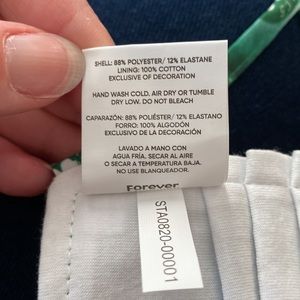 SHELL: 88% POLYESTER/ 12% ELASTANE
LINING: 100% COTTON
EXCLUSIVE OF DECORATION
HAND WASH COLD. AIR DRY OR TUMBLE
DRY LOW. DO NOT BLEACH
CAPARAZÓN: 88% POLIÉSTER/ 12% ELASTANO
FORRO: 100% ALGODÓN
EXCLUSIVO DE LA DECORACIÓN
LAVADO A MANO CON
AGUA FRÍA. SECAR AL AIRE
O SECAR A TEMPERATURA BAJA.
NO USE BLANQUEADOR.
Forever
STA0820-00001